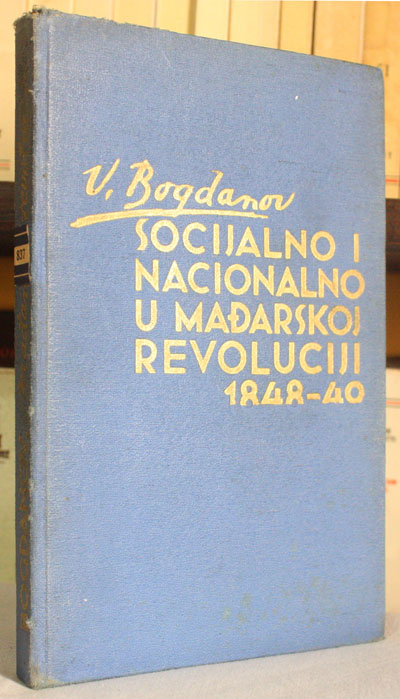 V. Bogdanov
SOCIJALNO I
NACIONALNO
U MAĐARSKOJ
REVOLUCIJI
1848-49
837